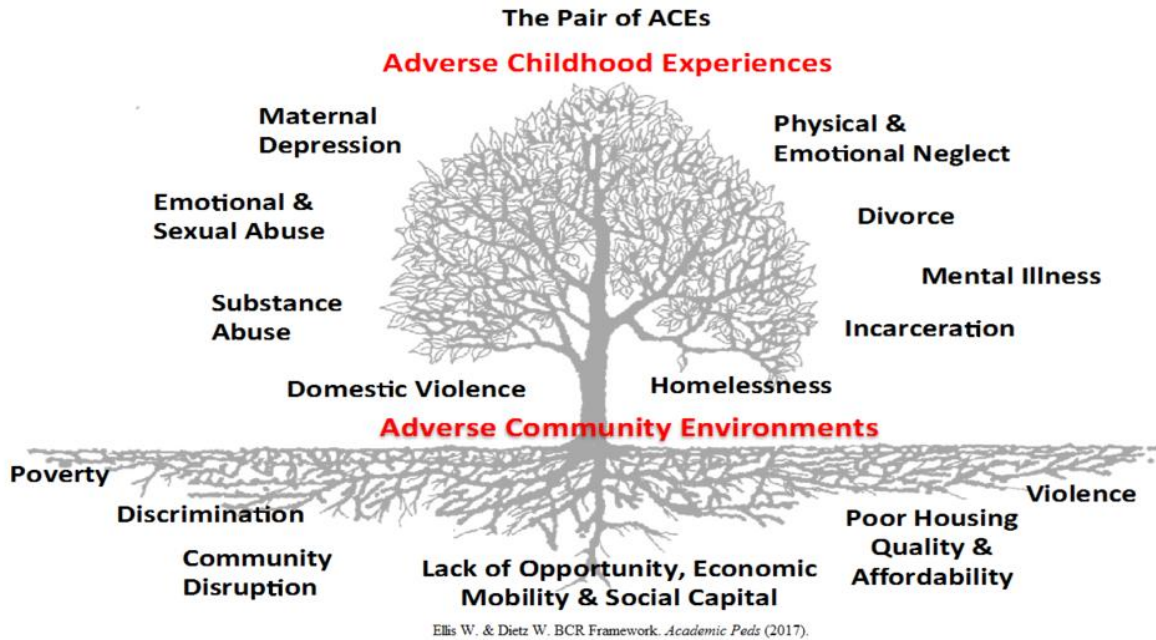 The Pair of ACEs
Adverse Childhood Experiences
Maternal
Depression
Physical &
Emotional Neglect
Emotional &
Sexual Abuse
Divorce
Mental Illness
Substance
Abuse
Incarceration
Domestic Violence
Homelessness
Adverse Community Environments
Poverty
Violence
Discrimination
Poor Housing
Quality &
Affordability
Community
Disruption
Lack of Opportunity, Economic
Mobility & Social Capital
Ellis W. & Dietz W. BCR Framework. Academic Peds (2017).